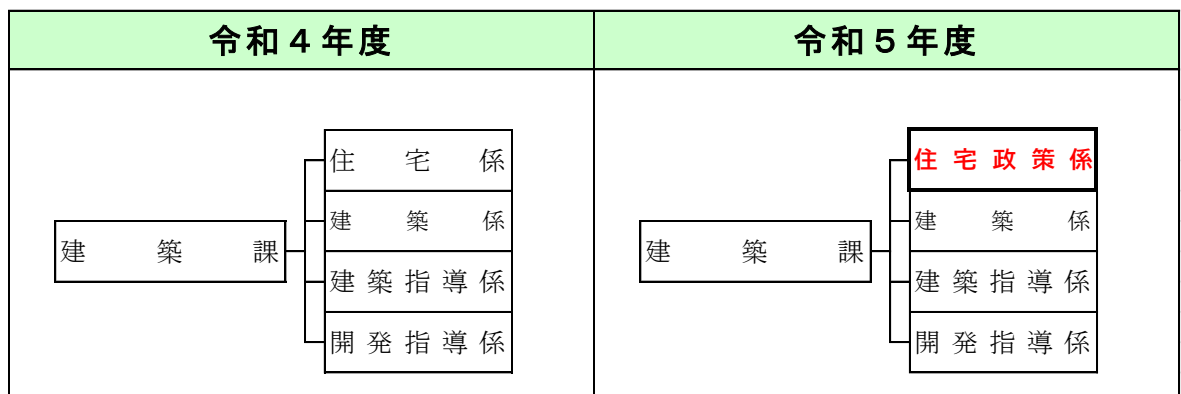 令和４年度
令和５年度
住宅係
建築係
建築課
建築指導係
開発指導係
住宅政策係
建築係
建築課
建築指導係
開発指導係